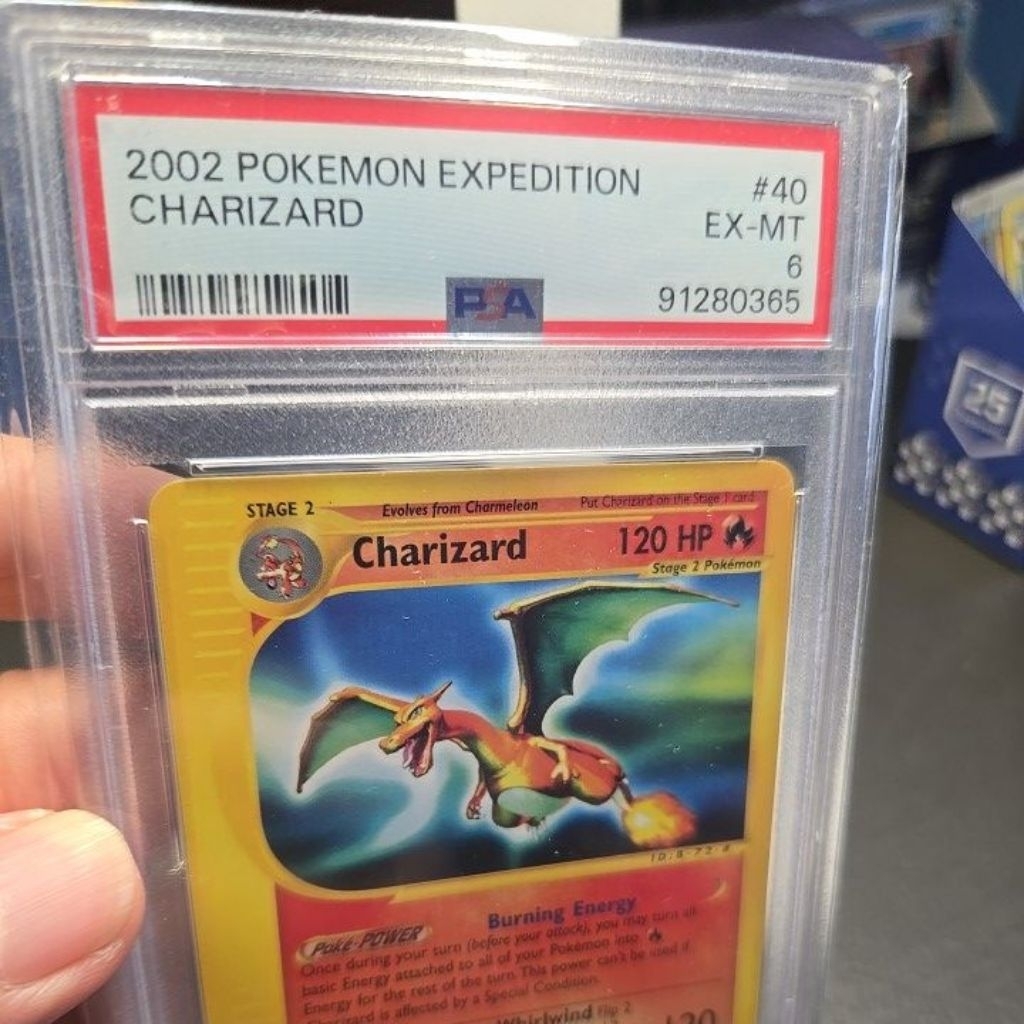 2002 POKEMON EXPEDITION
#40
CHARIZARD
EX-MT
6
PSA
91280365
25
STAGE 2
Evolves from Charmeleon
Put Charizard on the Stage 1 card
Charizard
120 HP
Stage 2 Pokémon
Burning Energy
Poké-POWER
Once during your turn (before your attack), you may turn all
basic Energy attached to all of your Pokémon into
Energy for the rest of the turn. This power can't be used if
Charizard is affected by a Special Condition.
Whirlwind Flip 2